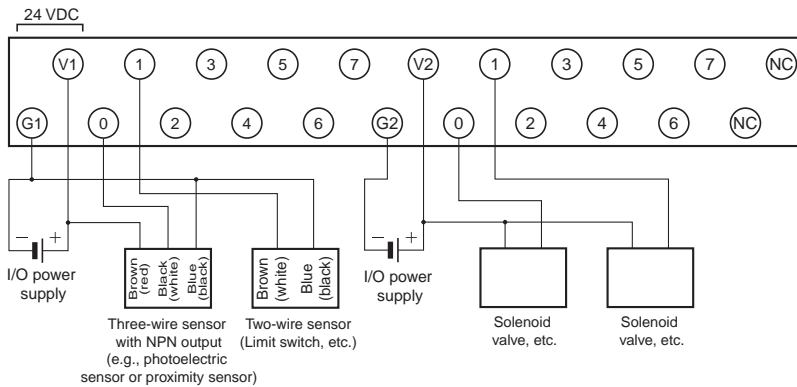 24 VDC
V1 1 3 5 7 V2 1 3 5 7 NC
G1 0 2 4 6 G2 0 2 4 6 NC
− +
I/O power
supply
Brown
(red)
Black
(white)
Blue
(black)
Three-wire sensor
with NPN output
(e.g., photoelectric
sensor or proximity sensor)
Brown
(white)
Blue
(black)
Two-wire sensor
(Limit switch, etc.)
− +
I/O power
supply
Solenoid
valve, etc.
Solenoid
valve, etc.